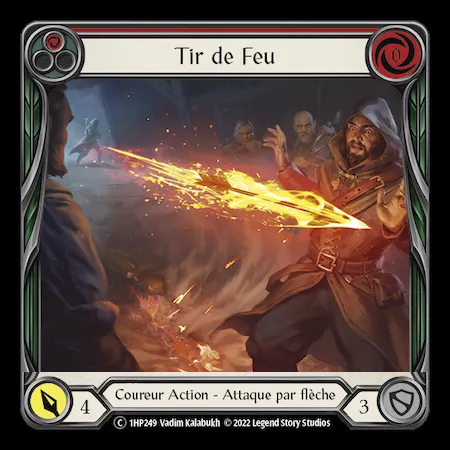 Tir de Feu
0
Coureur Action - Attaque par flèche
4
3
C 1HP249 Vadim Kalabukh © 2022 Legend Story Studios